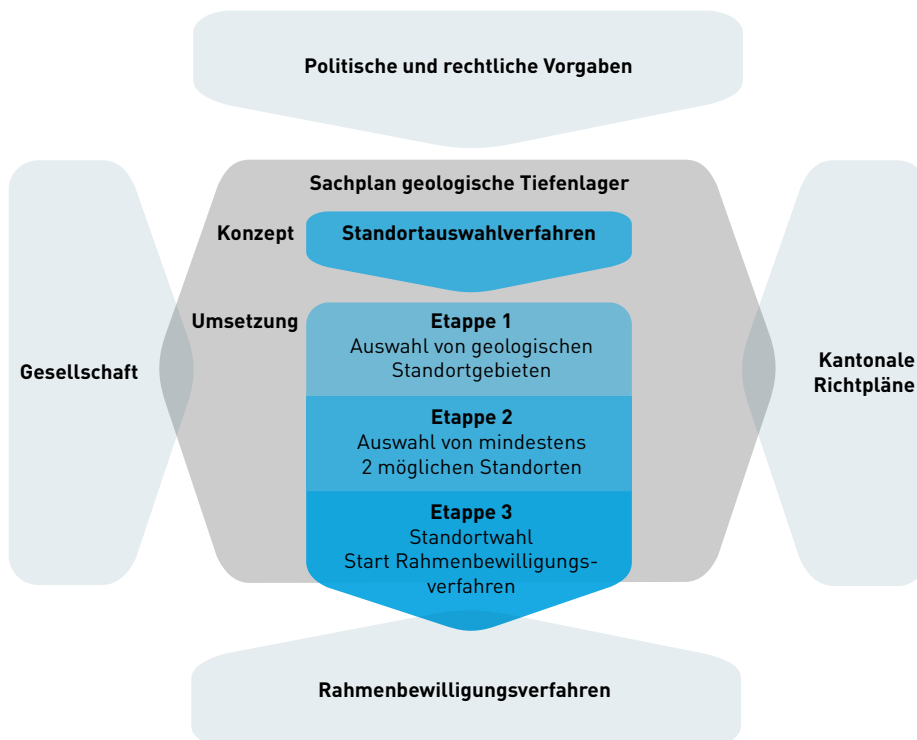 Politische und rechtliche Vorgaben
Sachplan geologische Tiefenlager
Konzept
Standortauswahlverfahren
Umsetzung
Etappe 1
Auswahl von geologischen
Standortgebieten
Gesellschaft
Kantonale
Richtpläne
Etappe 2
Auswahl von mindestens
2 möglichen Standorten
Etappe 3
Standortwahl
Start Rahmenbewilligungs-
verfahren
Rahmenbewilligungsverfahren